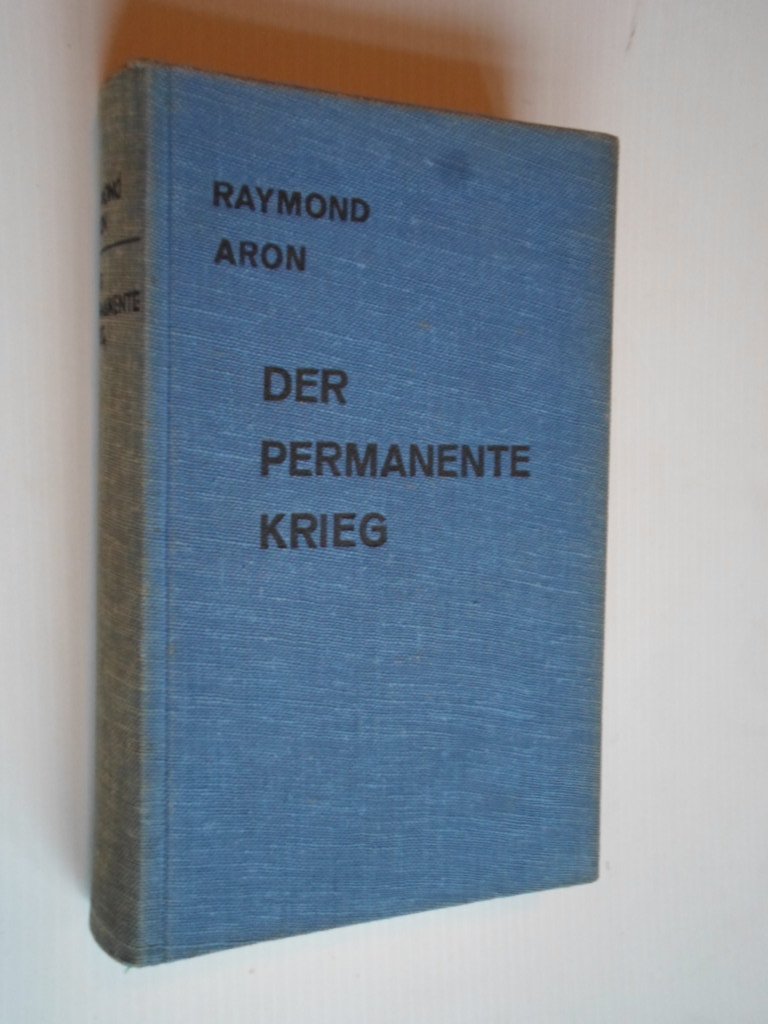 RAYMOND
ARON
DER
PERMANENTE
KRIEG